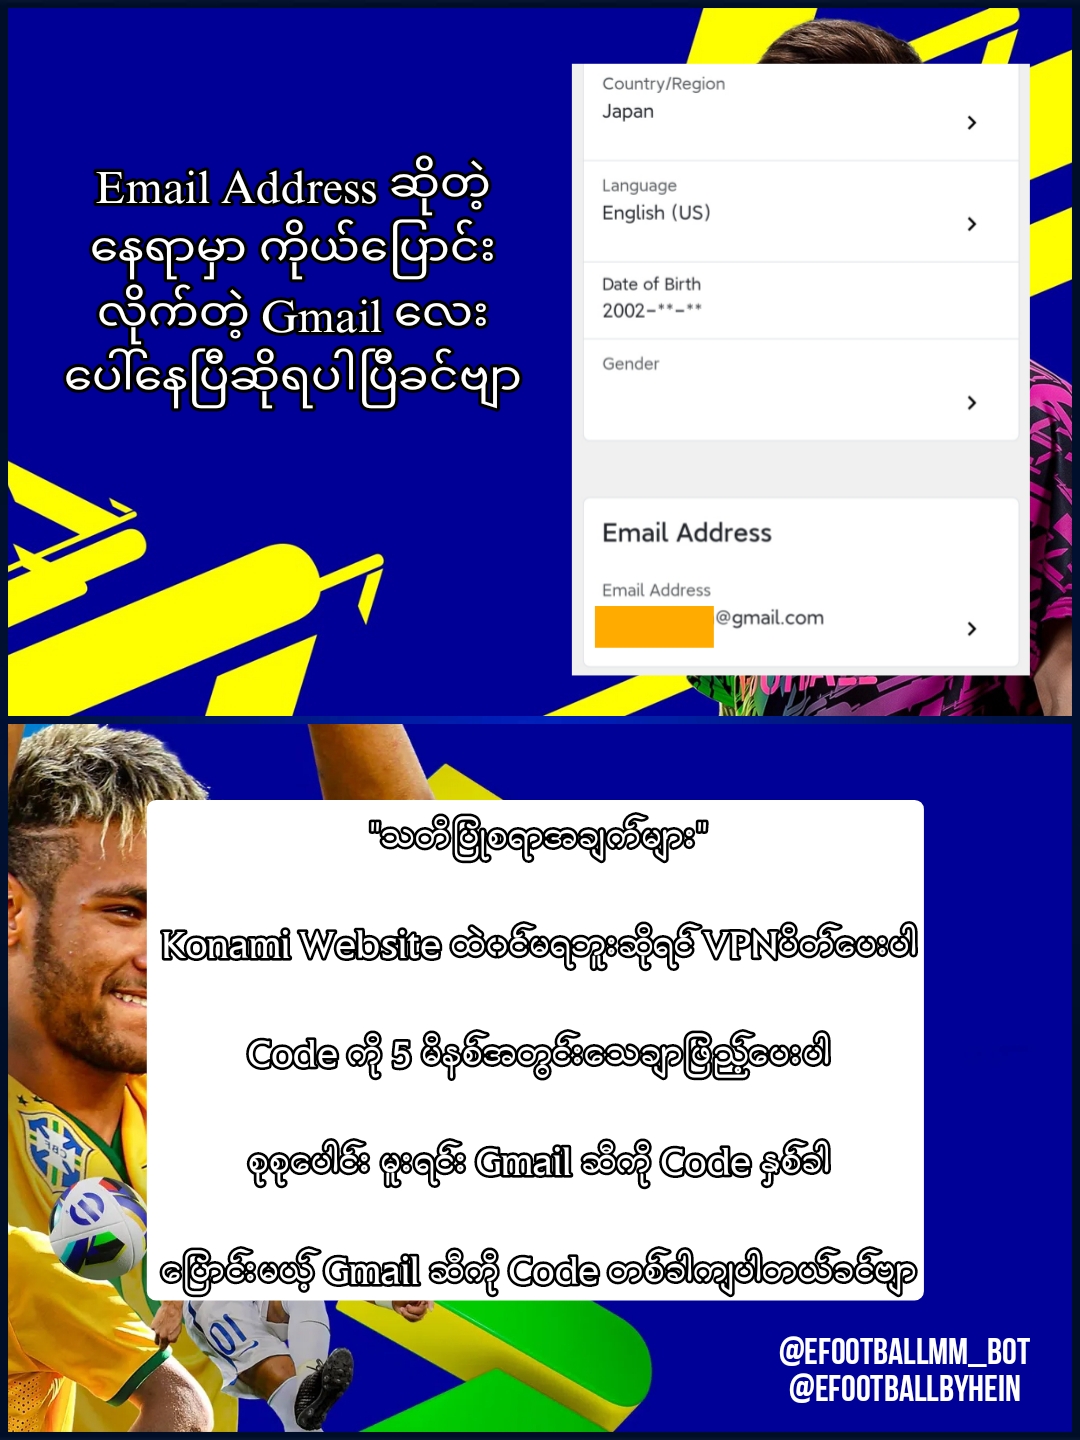 Email Address ဆိုတဲ့
နေရာမှာ ကိုယ်ပြောင်း
လိုက်တဲ့ Gmail လေး
ပေါ်နေပြီဆိုရပါပြီခင်ဗျာ
Country/Region
Japan
Language
English (US)
Date of Birth
2002-**-**
Gender
Email Address
Email Address
@gmail.com
"သတိပြုစရာအချက်များ"
Konami Website ထဲဝင်မရဘူးဆိုရင် VPNပိတ်ပေးပါ
Code ကို 5 မိနစ်အတွင်းသေချာဖြည့်ပေးပါ
စုစုပေါင်း မူးရင်း Gmail ဆီကို Code နှစ်ခါ
ပြောင်းမယ့် Gmail ဆီကို Code တစ်ခါကျပါတယ်ခင်ဗျာ
@EFOOTBALLMM_BOT
@EFOOTBALLBYHEIN